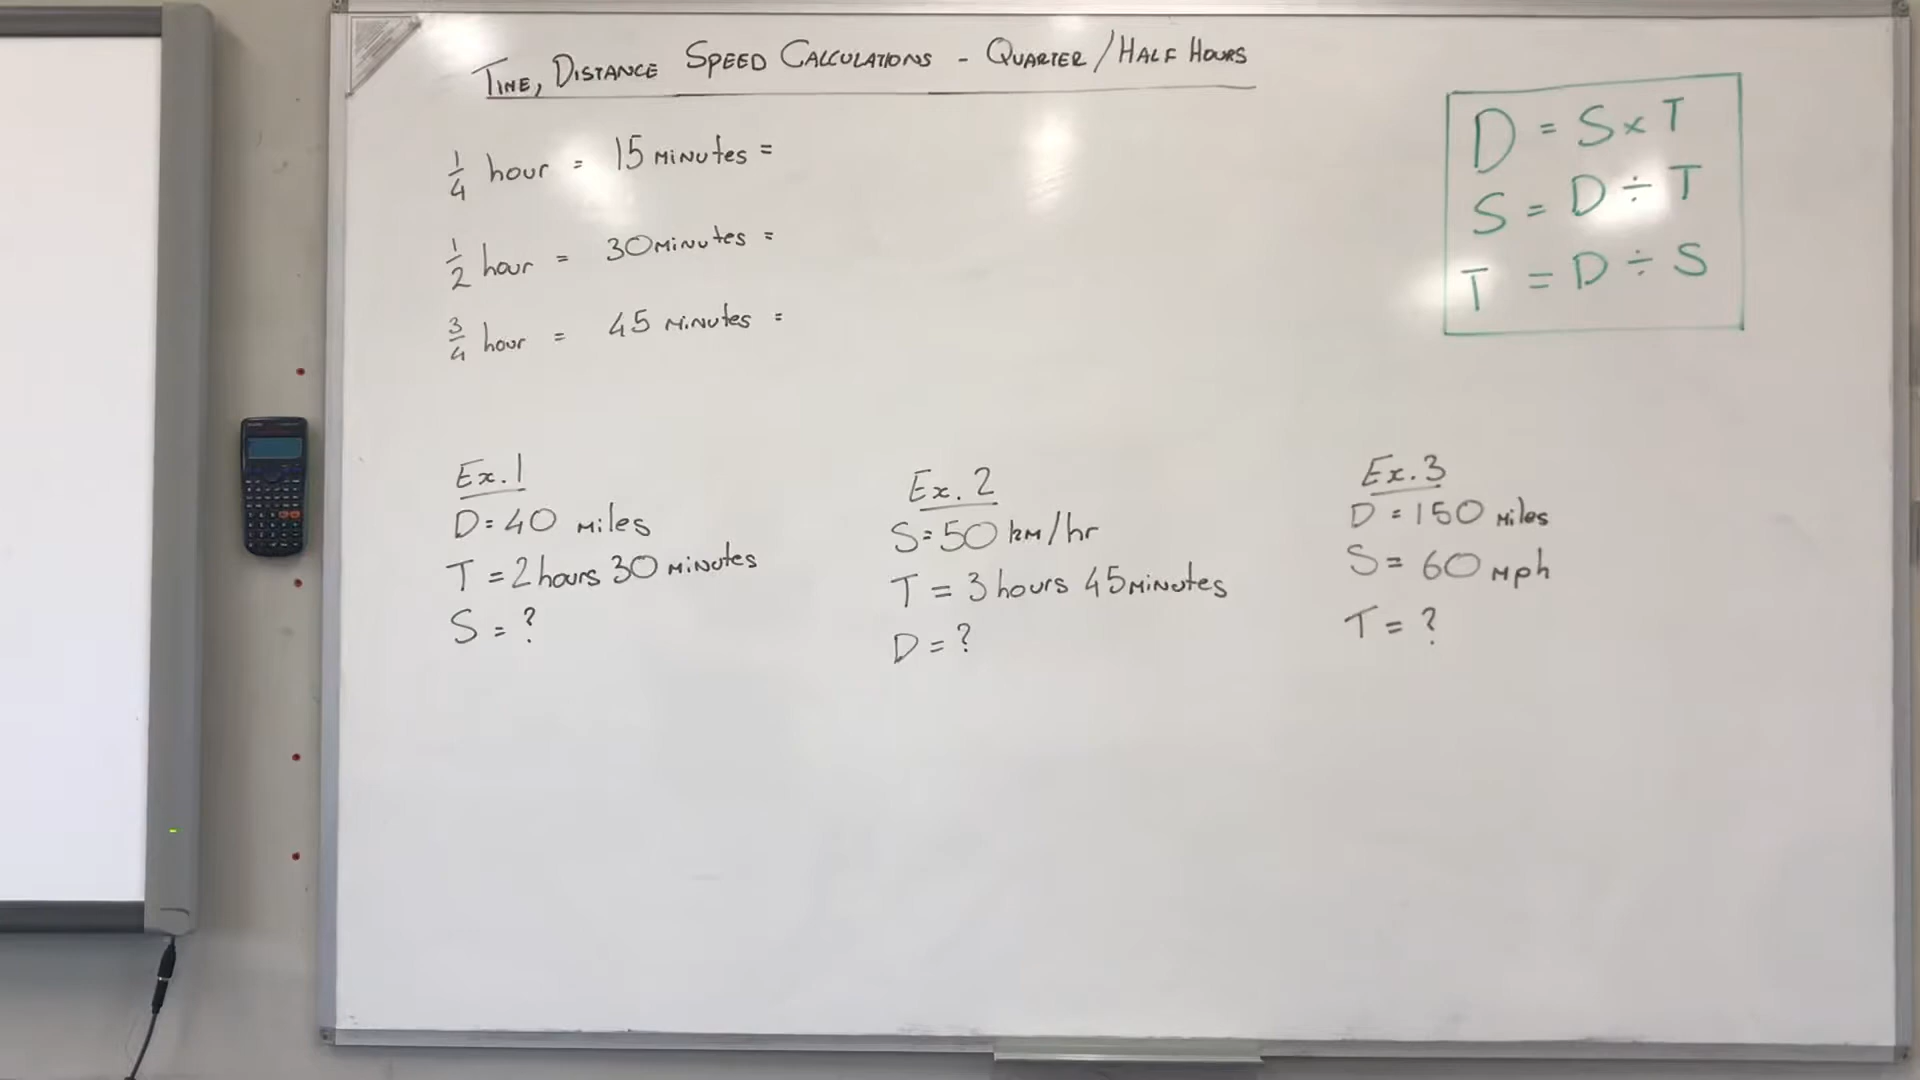 TIME, DISTANCE SPEED CALCULATIONS - QUARTER/HALF HOURS
1/4 hour = 15 minutes =
1/2 hour = 30 minutes =
3/4 hour = 45 minutes =
D = S × T
S = D ÷ T
T = D ÷ S
Ex. 1
D = 40 miles
T = 2 hours 30 minutes
S = ?
Ex. 2
S = 50 km/hr
T = 3 hours 45 minutes
D = ?
Ex. 3
D = 150 miles
S = 60 mph
T = ?